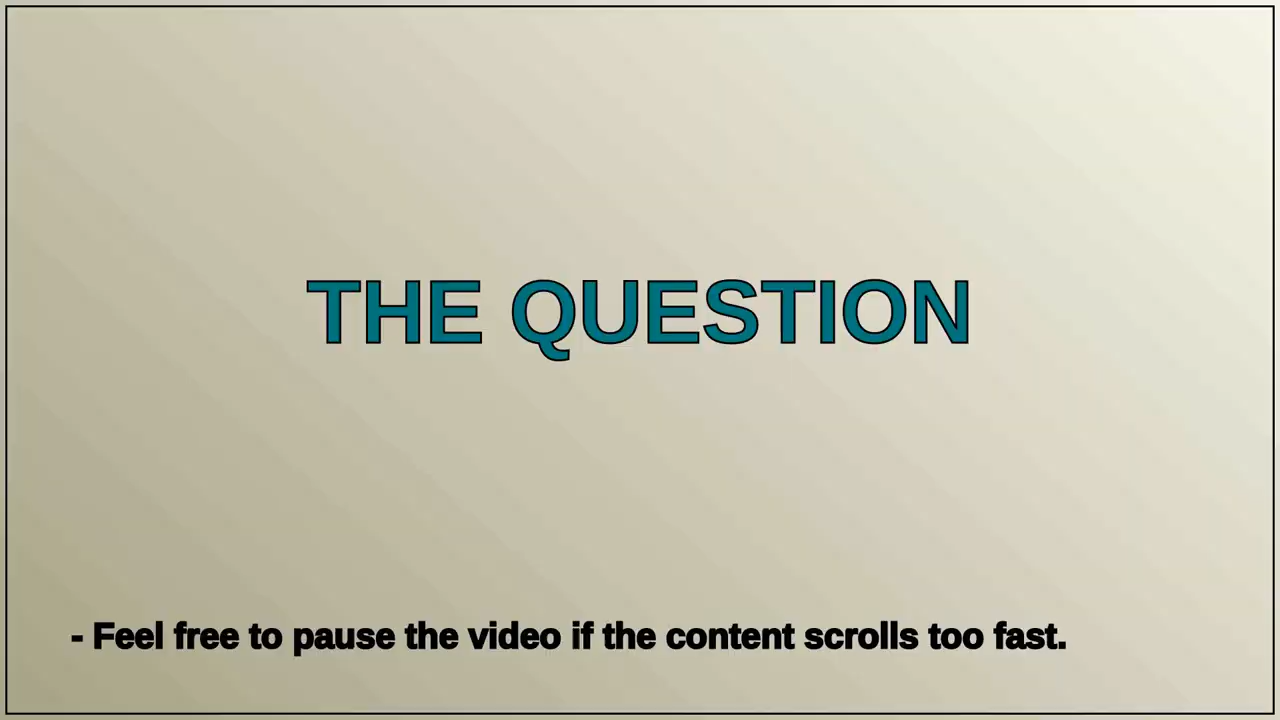 THE QUESTION
- Feel free to pause the video if the content scrolls too fast.